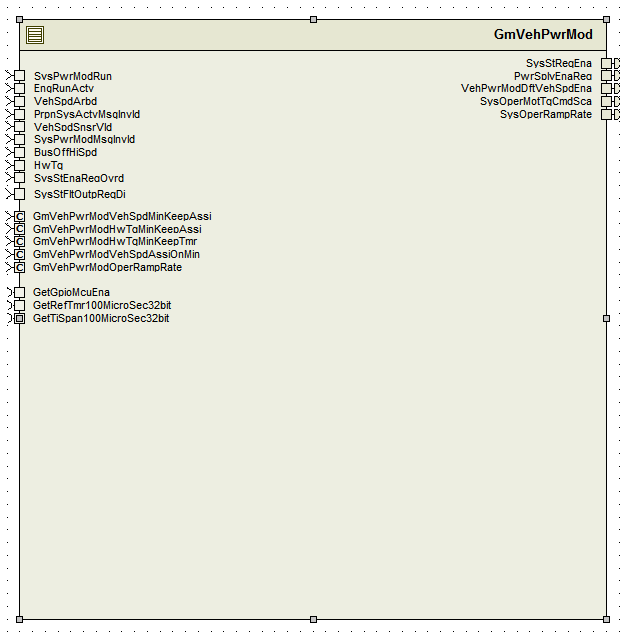 GmVehPwrMod
SysPwrModRun
EngRunActv
VehSpdArbd
PrpnSysActvMsgInvld
VehSpdSnsrVld
SysPwrModMsgInvld
BusOffHiSpd
HwTq
SysStEnaReqOvrd
SysStFltOutpReqDi
C GmVehPwrModVehSpdMinKeepAssi
C GmVehPwrModHwTqMinKeepAssi
C GmVehPwrModHwTqMinKeepTmr
C GmVehPwrModVehSpdAssiOnMin
C GmVehPwrModOperRampRate
GetGpioMcuEna
GetRefTmr100MicroSec32bit
GetTiSpan100MicroSec32bit
SysStReqEna
PwrSplyEnaReq
VehPwrModDftVehSpdEna
SysOperMotTqCmdSca
SysOperRampRate